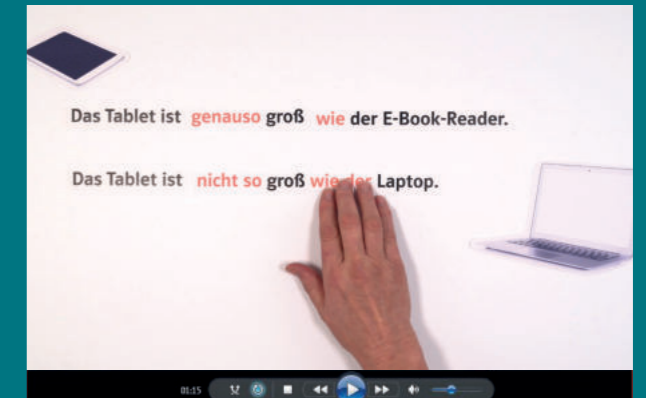 Das Tablet ist genauso groß wie der E-Book-Reader.
Das Tablet ist nicht so groß wie der Laptop.
01:15